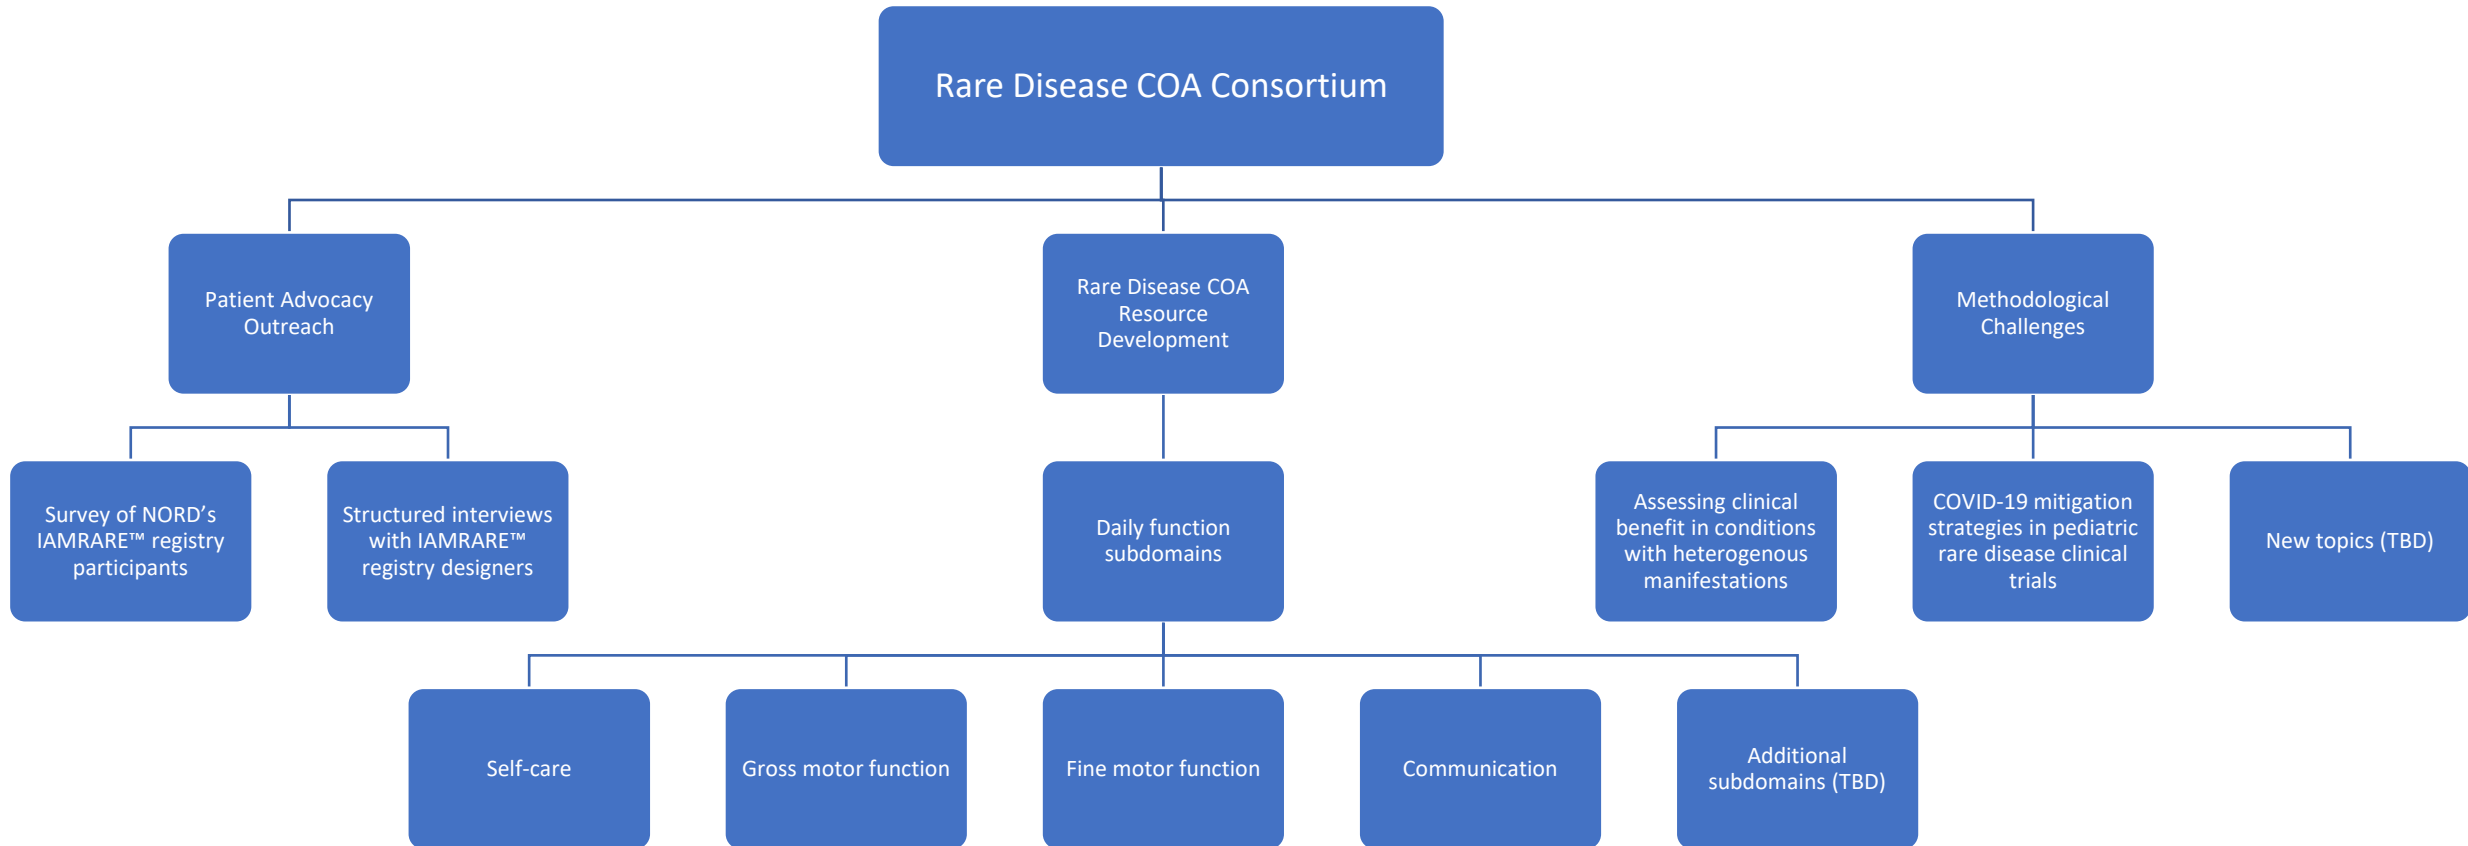 Rare Disease COA Consortium
Patient Advocacy
Outreach
Rare Disease COA
Resource
Development
Methodological
Challenges
Survey of NORD’s
IAMRARE™ registry
participants
Structured interviews
with IAMRARE™
registry designers
Daily function
subdomains
Assessing clinical
benefit in conditions
with heterogenous
manifestations
COVID-19 mitigation
strategies in pediatric
rare disease clinical
trials
New topics (TBD)
Self-care
Gross motor function
Fine motor function
Communication
Additional
subdomains (TBD)